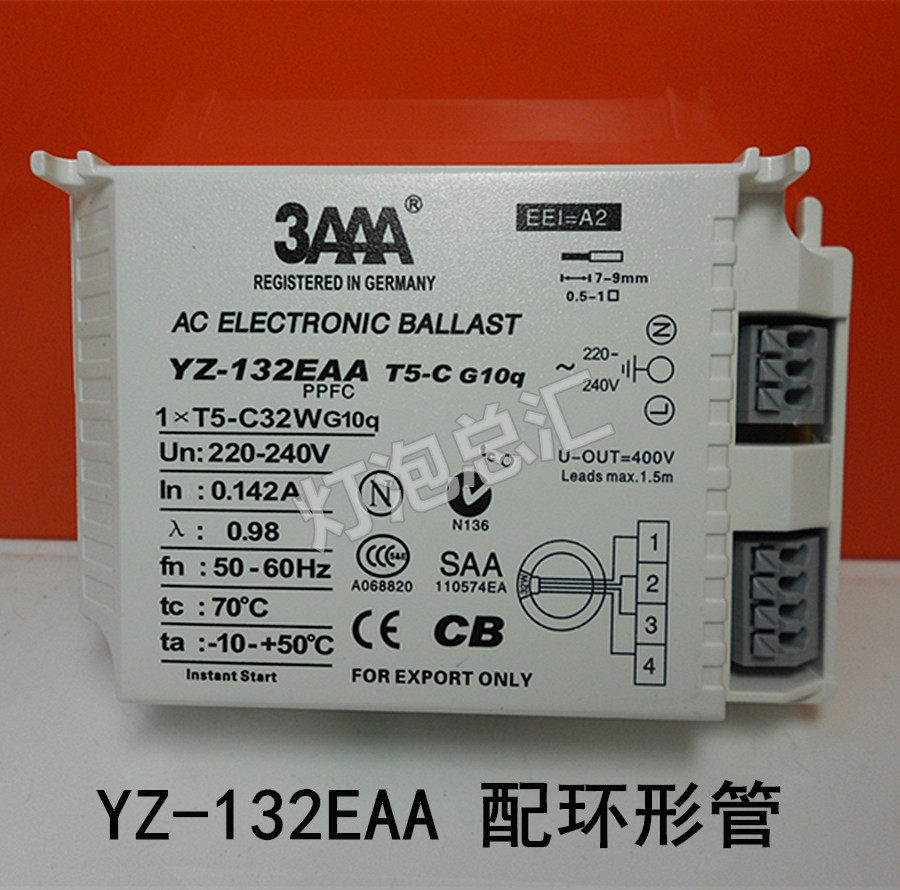 3AAA®
REGISTERED IN GERMANY
EEI=A2
7-9mm
0.5-1□
AC ELECTRONIC BALLAST
YZ-132EAA T5-C G10q
PPFC
1×T5-C32WG10q
Un: 220-240V
In : 0.142A
λ : 0.98
fn : 50-60Hz
tc : 70℃
ta : -10-+50℃
Instant Start
N
~ 220-
240V
L
U-OUT=400V
Leads max.1.5m
N
N136
CCC S&E
A068820
SAA
110574EA
CE
CB
FOR EXPORT ONLY
32W
1
2
3
4
灯泡总汇
YZ-132EAA 配环形管